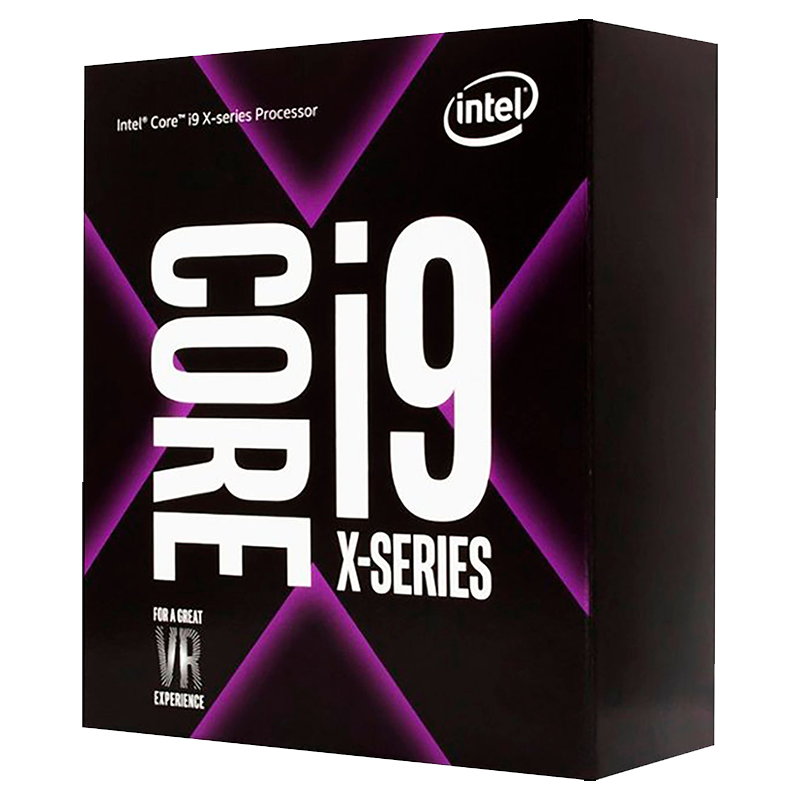 Intel® Core™ i9 X-series Processor
intel®
CORE
i9
X-SERIES
FOR A GREAT
VR
EXPERIENCE